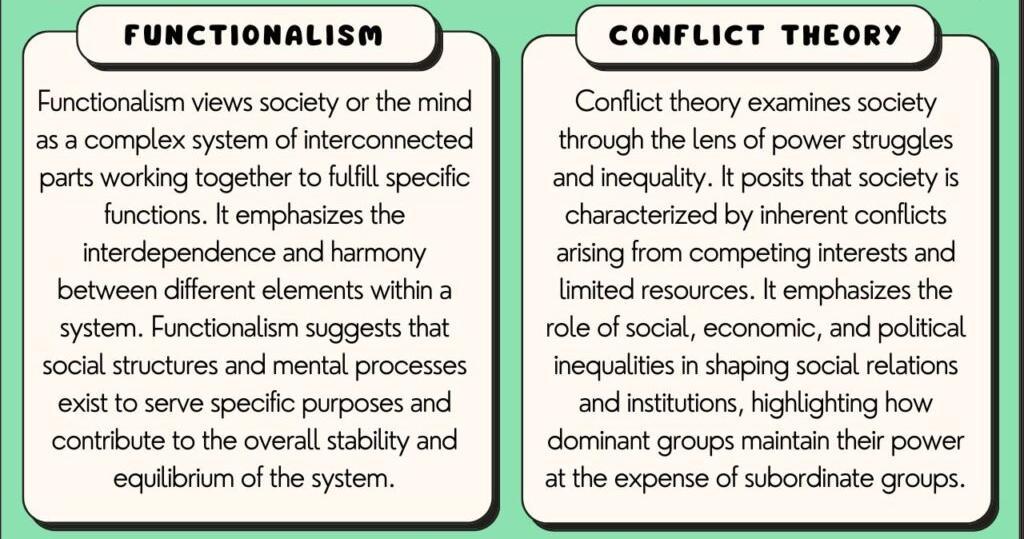 FUNCTIONALISM
Functionalism views society or the mind
as a complex system of interconnected
parts working together to fulfill specific
functions. It emphasizes the
interdependence and harmony
between different elements within a
system. Functionalism suggests that
social structures and mental processes
exist to serve specific purposes and
contribute to the overall stability and
equilibrium of the system.
CONFLICT THEORY
Conflict theory examines society
through the lens of power struggles
and inequality. It posits that society is
characterized by inherent conflicts
arising from competing interests and
limited resources. It emphasizes the
role of social, economic, and political
inequalities in shaping social relations
and institutions, highlighting how
dominant groups maintain their power
at the expense of subordinate groups.